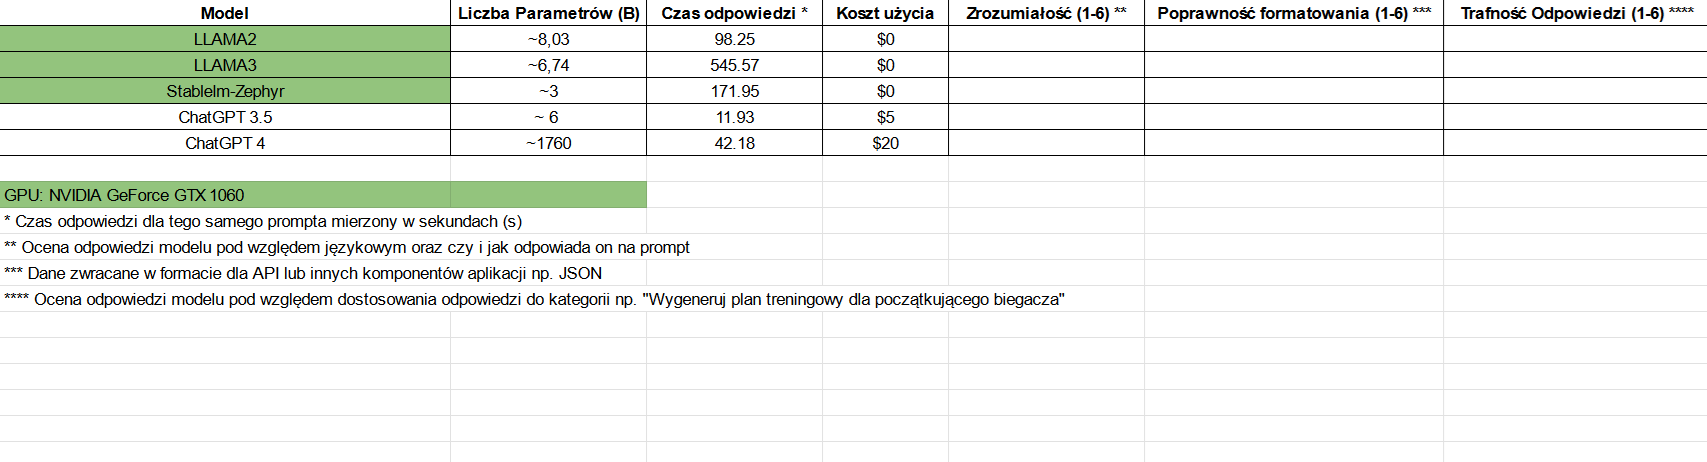 Model Liczba Parametrów (B) Czas odpowiedzi * Koszt użycia Zrozumiałość (1-6) ** Poprawność formatowania (1-6) *** Trafność Odpowiedzi (1-6) ****
LLAMA2 ~8,03 98.25 $0
LLAMA3 ~6,74 545.57 $0
Stablelm-Zephyr ~3 171.95 $0
ChatGPT 3.5 ~ 6 11.93 $5
ChatGPT 4 ~1760 42.18 $20
GPU: NVIDIA GeForce GTX 1060
* Czas odpowiedzi dla tego samego prompta mierzony w sekundach (s)
** Ocena odpowiedzi modelu pod względem językowym oraz czy i jak odpowiada on na prompt
*** Dane zwracane w formacie dla API lub innych komponentów aplikacji np. JSON
**** Ocena odpowiedzi modelu pod względem dostosowania odpowiedzi do kategorii np. "Wygeneruj plan treningowy dla początkującego biegacza"